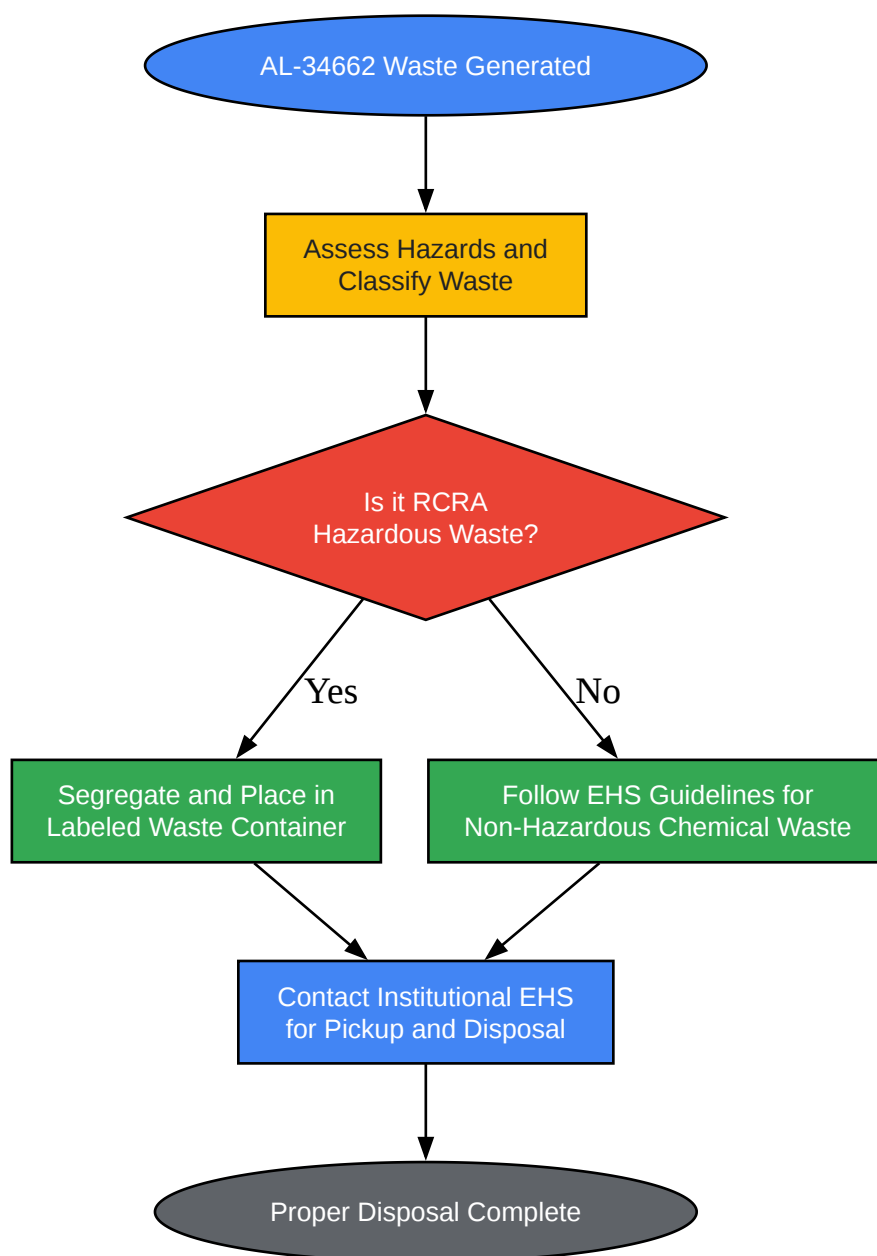 AL-34662 Waste Generated
Assess Hazards and
Classify Waste
Is it RCRA
Hazardous Waste?
Yes
No
Segregate and Place in
Labeled Waste Container
Follow EHS Guidelines for
Non-Hazardous Chemical Waste
Contact Institutional EHS
for Pickup and Disposal
Proper Disposal Complete